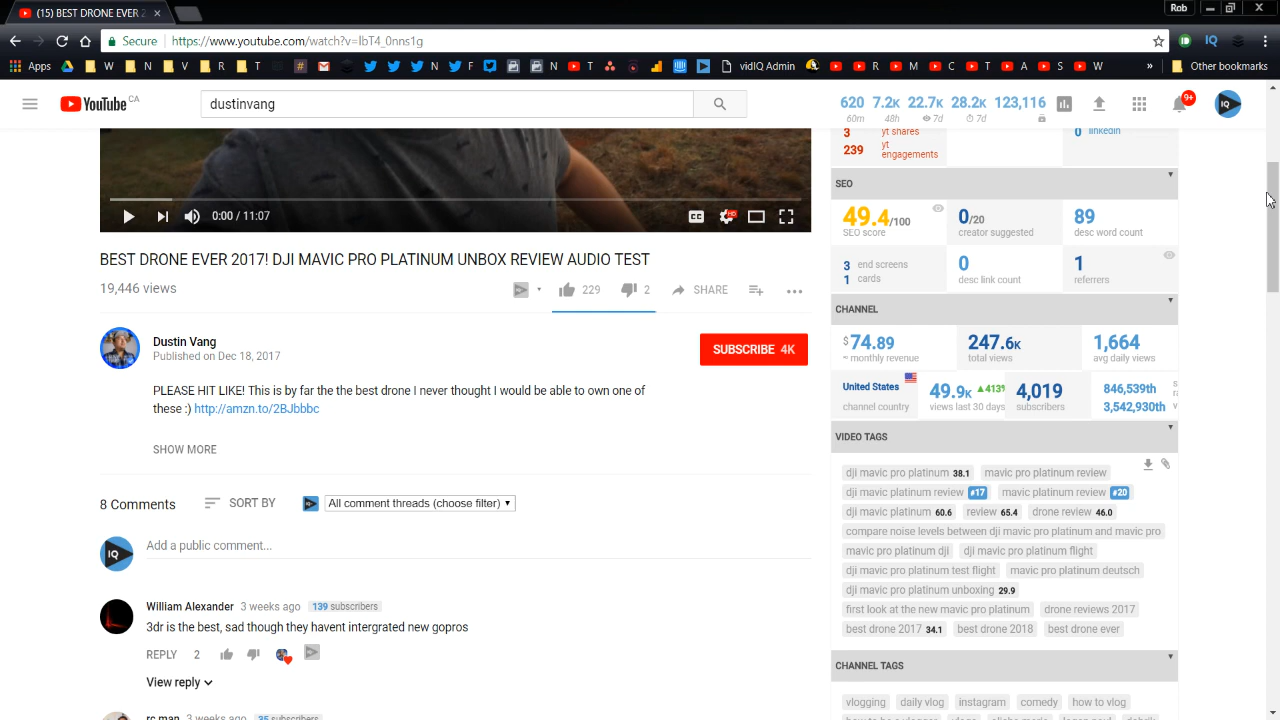 (15) BEST DRONE EVER 2
Rob
Secure https://www.youtube.com/watch?v=IbT4_0nns1g
IQ
Apps W N V R T W N V T vidIQ Admin R M C T A S W » Other bookmarks
YouTube CA
dustinvang
620 7.2K 22.7K 28.2K 123,116
60m 48h 7d 7d
9+
IQ
3 yt shares
239 yt engagements
0 linkedin
SEO
49.4/100
SEO score
0/20
creator suggested
89
desc word count
3 end screens
1 cards
0
desc link count
1
referrers
CHANNEL
$74.89
~ monthly revenue
247.6K
total views
1,664
avg daily views
United States
channel country
49.9K ▲413%
views last 30 days
4,019
subscribers
846,539th
3,542,930th
VIDEO TAGS
dji mavic pro platinum 38.1 mavic pro platinum review
dji mavic platinum review #17 mavic platinum review #20
dji mavic platinum 60.6 review 65.4 drone review 46.0
compare noise levels between dji mavic pro platinum and mavic pro
mavic pro platinum dji dji mavic pro platinum flight
dji mavic pro platinum test flight mavic pro platinum deutsch
dji mavic pro platinum unboxing 29.9
first look at the new mavic pro platinum drone reviews 2017
best drone 2017 34.1 best drone 2018 best drone ever
CHANNEL TAGS
vlogging daily vlog instagram comedy how to vlog
0:00 / 11:07
CC
HD
BEST DRONE EVER 2017! DJI MAVIC PRO PLATINUM UNBOX REVIEW AUDIO TEST
19,446 views
229 2 SHARE
Dustin Vang
Published on Dec 18, 2017
SUBSCRIBE 4K
PLEASE HIT LIKE! This is by far the the best drone I never thought I would be able to own one of
these :) http://amzn.to/2BJbbbc
SHOW MORE
8 Comments SORT BY All comment threads (choose filter)
IQ
Add a public comment...
William Alexander 3 weeks ago 139 subscribers
3dr is the best, sad though they havent intergrated new gopros
REPLY 2
View reply
rc man 3 weeks ago 35 subscribers